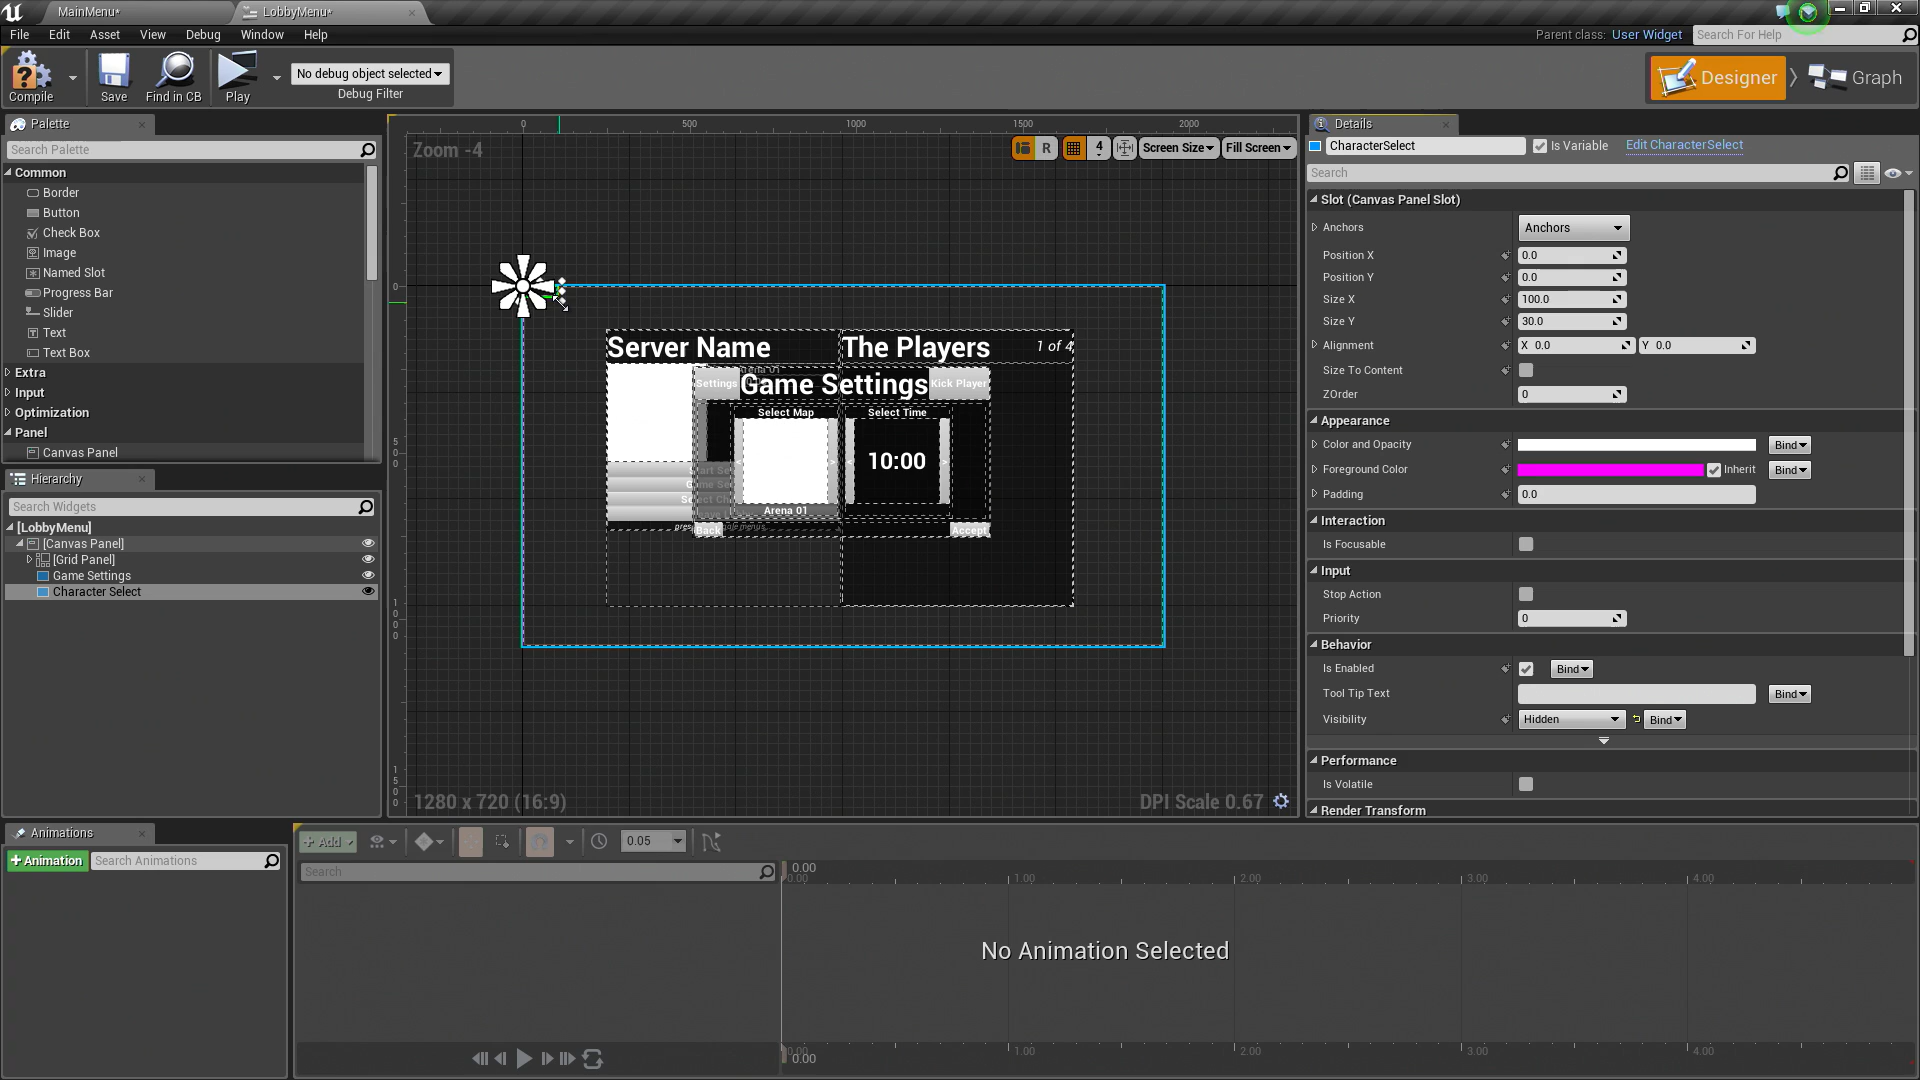 MainMenu*
LobbyMenu*
File Edit Asset View Debug Window Help
Parent class: User Widget Search For Help
Compile Save Find in CB Play
No debug object selected
Debug Filter
Designer Graph
Palette
Search Palette
Common
Border
Button
Check Box
Image
Named Slot
Progress Bar
Slider
Text
Text Box
Extra
Input
Optimization
Panel
Canvas Panel
Hierarchy
Search Widgets
[LobbyMenu]
[Canvas Panel]
[Grid Panel]
Game Settings
Character Select
0 500 1000 1500 2000
Zoom -4
R 4 Screen Size Fill Screen
Server Name The Players 1 of 4
Settings Game Settings Kick Player
Select Map Select Time
10:00
Arena 01
Back Accept
1280 x 720 (16:9)
DPI Scale 0.67
Details
CharacterSelect Is Variable Edit CharacterSelect
Search
Slot (Canvas Panel Slot)
Anchors Anchors
Position X 0.0
Position Y 0.0
Size X 100.0
Size Y 30.0
Alignment X 0.0 Y 0.0
Size To Content
ZOrder 0
Appearance
Color and Opacity Bind
Foreground Color Inherit Bind
Padding 0.0
Interaction
Is Focusable
Input
Stop Action
Priority 0
Behavior
Is Enabled Bind
Tool Tip Text Bind
Visibility Hidden Bind
Performance
Is Volatile
Render Transform
Animations
+Animation Search Animations
+ Add 0.05
Search
0.00
0.00 1.00 2.00 3.00 4.00
No Animation Selected
0.00 1.00 2.00 3.00 4.00
0.00